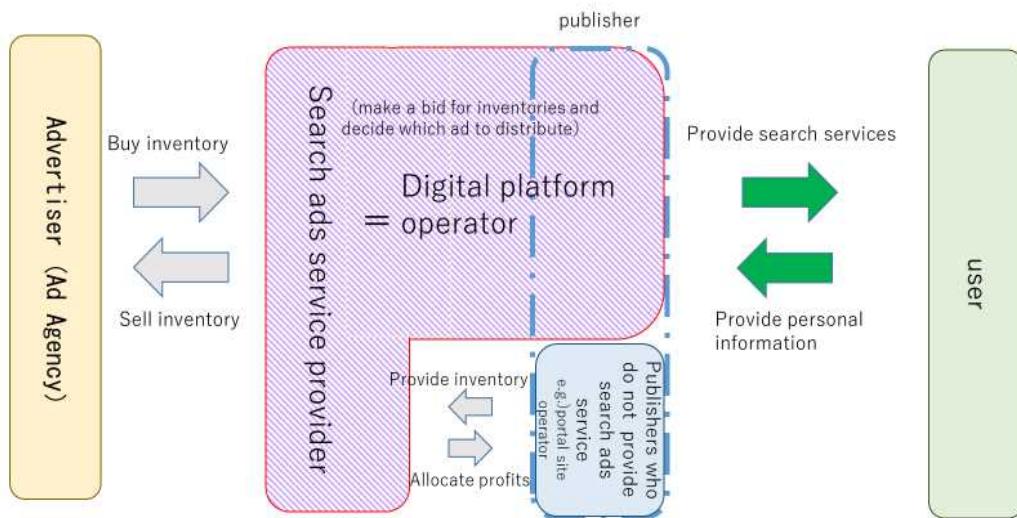 publisher
Advertiser (Ad Agency)
Buy inventory
Sell inventory
Search ads service provider
(make a bid for inventories and
decide which ad to distribute)
Digital platform
= operator
Provide inventory
Allocate profits
Publishers who
do not provide
search ads
service
e.g.)portal site
operator
Provide search services
Provide personal
information
user